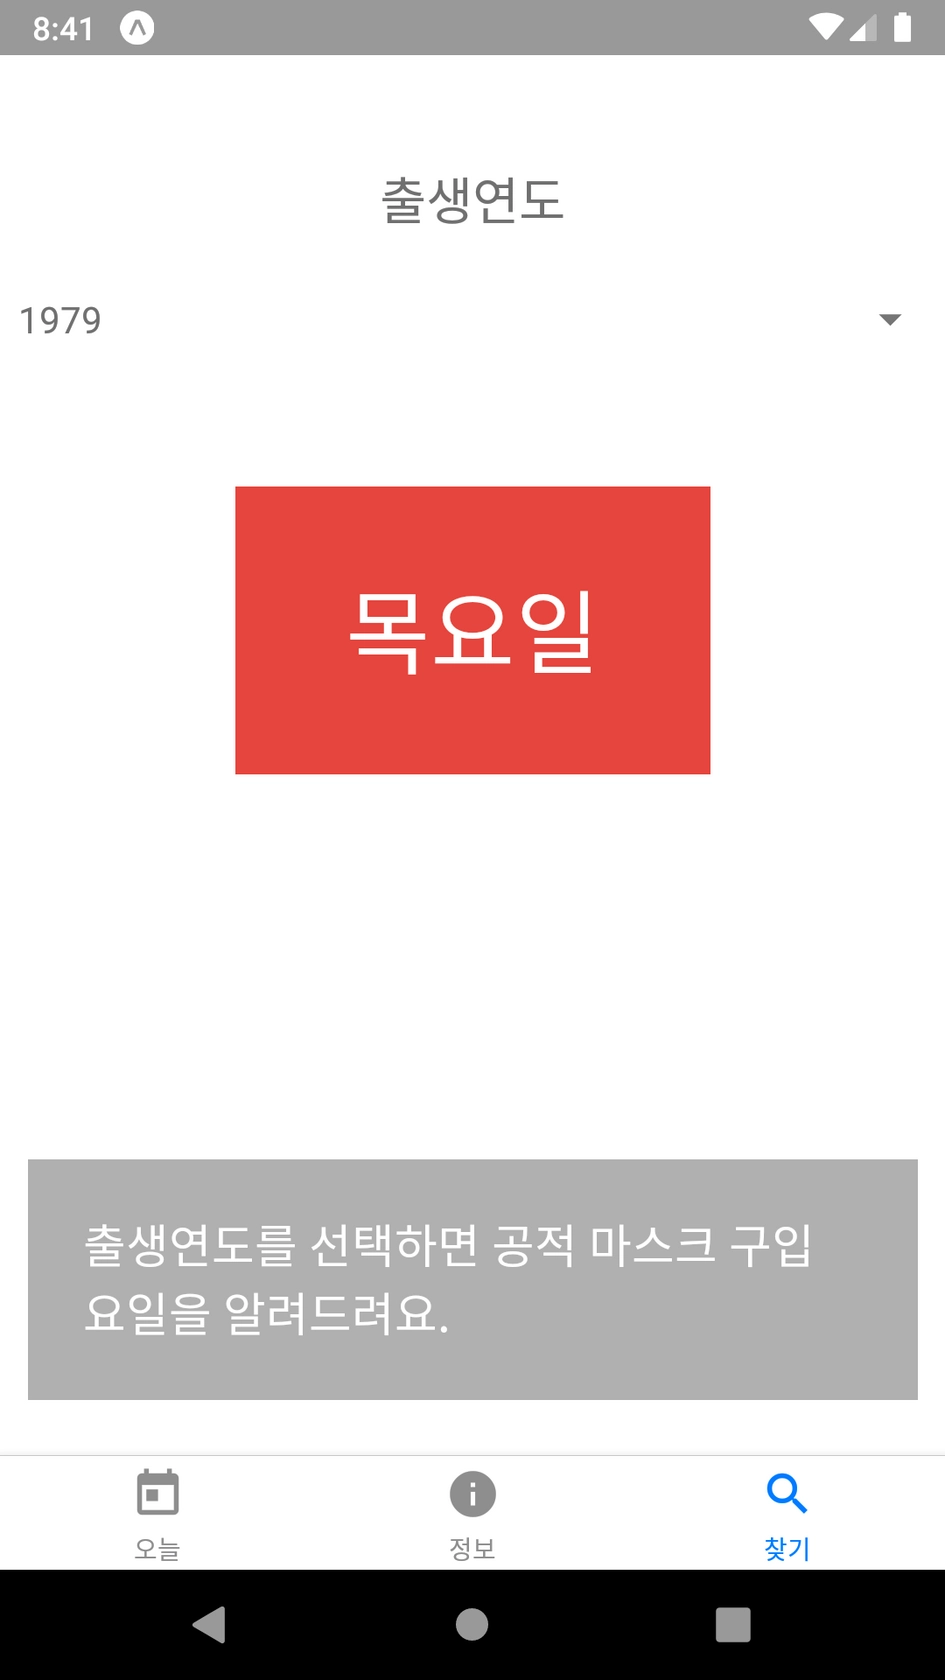 8:41
출생연도
1979
목요일
출생연도를 선택하면 공적 마스크 구입
요일을 알려드려요.
오늘 정보 찾기